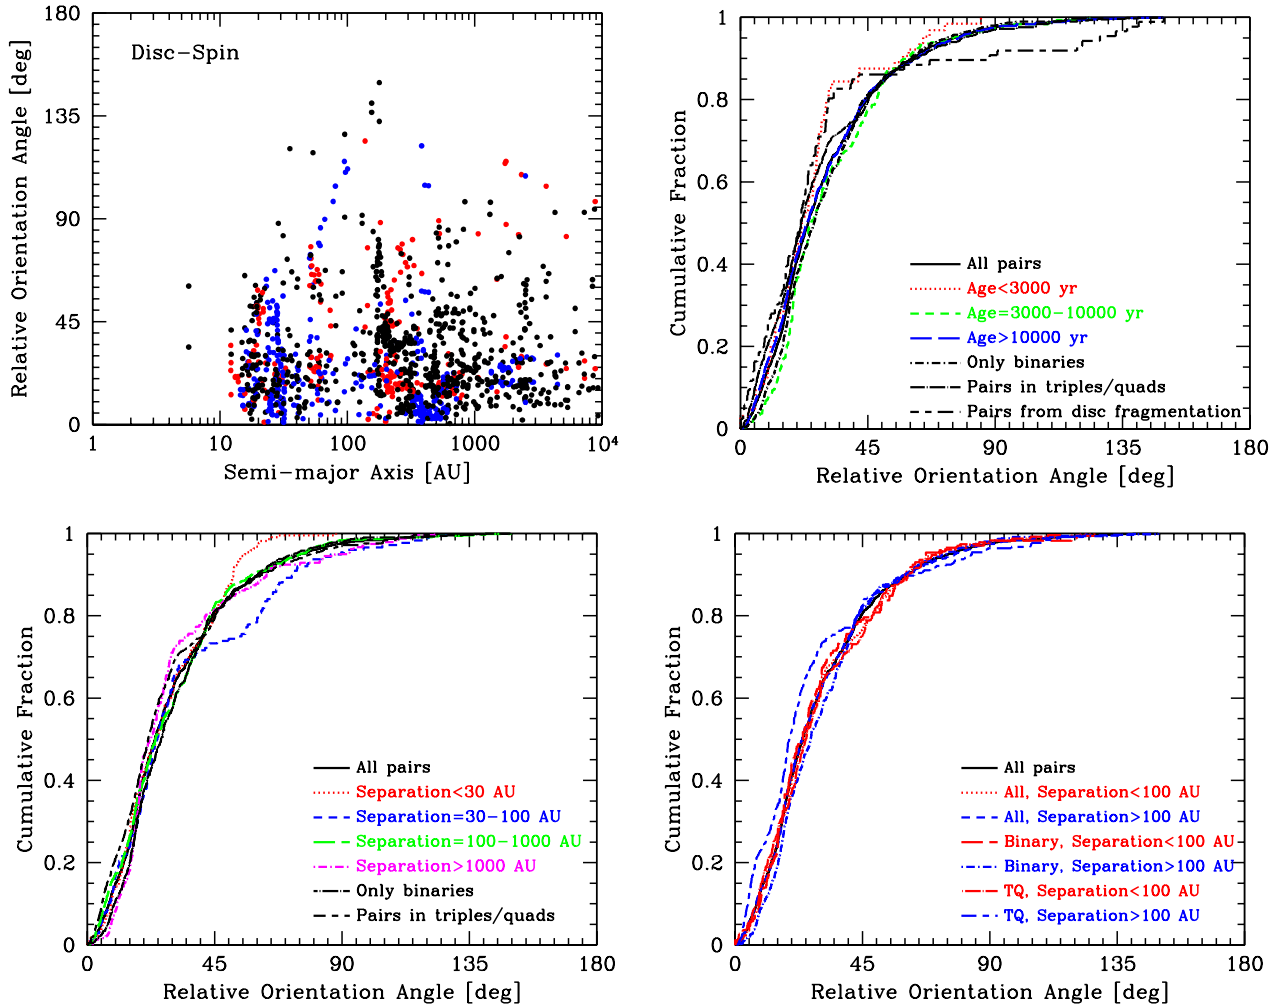 180
135
90
45
0
Relative Orientation Angle [deg]
Disc-Spin
1
10
100
1000
10⁴
Semi-major Axis [AU]
1
0.8
0.6
0.4
0.2
0
Cumulative Fraction
All pairs
Age<3000 yr
Age=3000-10000 yr
Age>10000 yr
Only binaries
Pairs in triples/quads
Pairs from disc fragmentation
0
45
90
135
180
Relative Orientation Angle [deg]
1
0.8
0.6
0.4
0.2
0
Cumulative Fraction
All pairs
Separation<30 AU
Separation=30-100 AU
Separation=100-1000 AU
Separation>1000 AU
Only binaries
Pairs in triples/quads
0
45
90
135
180
Relative Orientation Angle [deg]
1
0.8
0.6
0.4
0.2
0
Cumulative Fraction
All pairs
All, Separation<100 AU
All, Separation>100 AU
Binary, Separation<100 AU
Binary, Separation>100 AU
TQ, Separation<100 AU
TQ, Separation>100 AU
0
45
90
135
180
Relative Orientation Angle [deg]